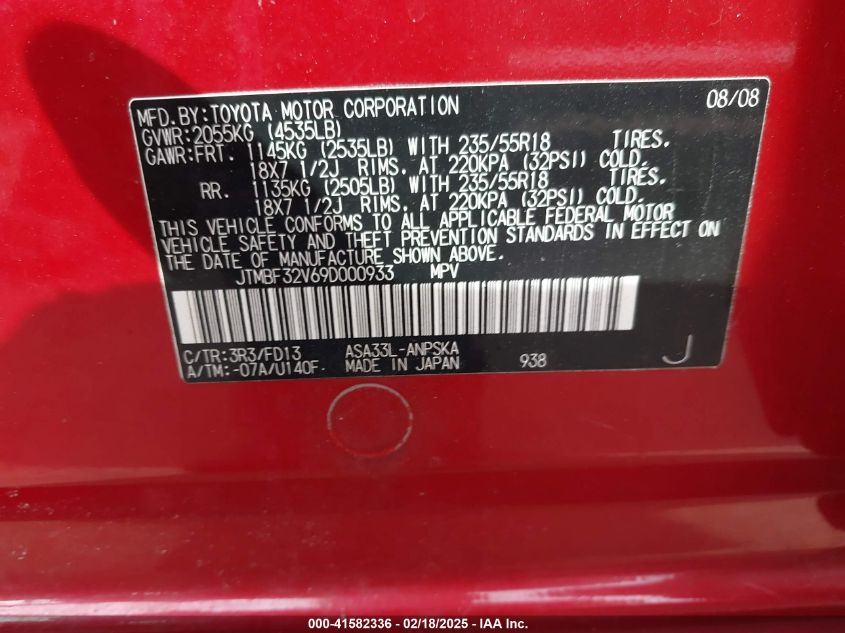 MFD.BY:TOYOTA MOTOR CORPORATION 08/08
GVWR:2055KG (4535LB)
GAWR:FRT. 1145KG (2535LB) WITH 235/55R18 TIRES.
18X7 1/2J RIMS. AT 220KPA (32PSI) COLD.
RR. 1135KG (2505LB) WITH 235/55R18 TIRES.
18X7 1/2J RIMS. AT 220KPA (32PSI) COLD.
THIS VEHICLE CONFORMS TO ALL APPLICABLE FEDERAL MOTOR
VEHICLE SAFETY AND THEFT PREVENTION STANDARDS IN EFFECT ON
THE DATE OF MANUFACTURE SHOWN ABOVE.
JTMBF32V69D000933 MPV
C/TR:3R3/FD13 ASA33L-ANPSKA
A/TM:-07A/U140F MADE IN JAPAN 938 J
000-41582336 - 02/18/2025 - IAA Inc.